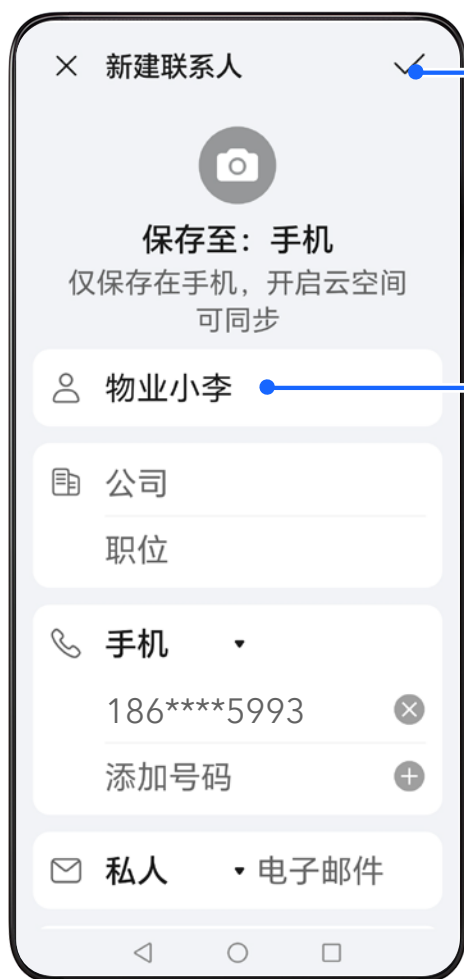 新建联系人
保存至：手机
仅保存在手机，开启云空间
可同步
物业小李
公司
职位
手机
186****5993
添加号码
私人 电子邮件